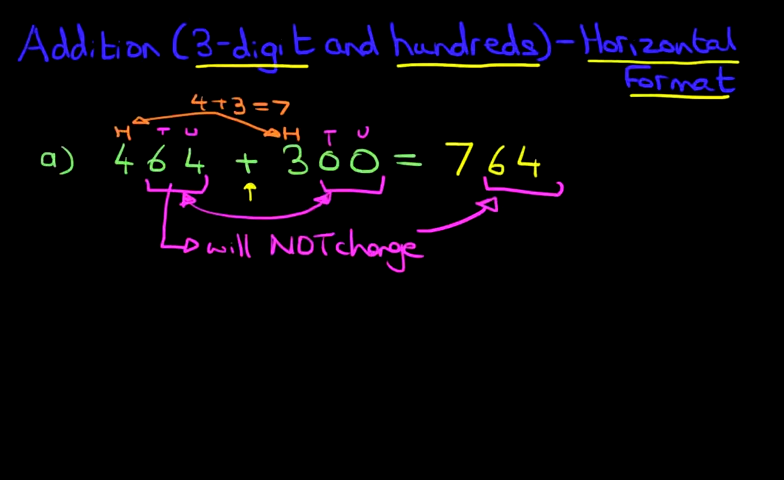 Addition (3-digit and hundreds) - Horizontal
Format
4+3=7
H T U H T U
a) 464 + 300 = 764
will NOT change